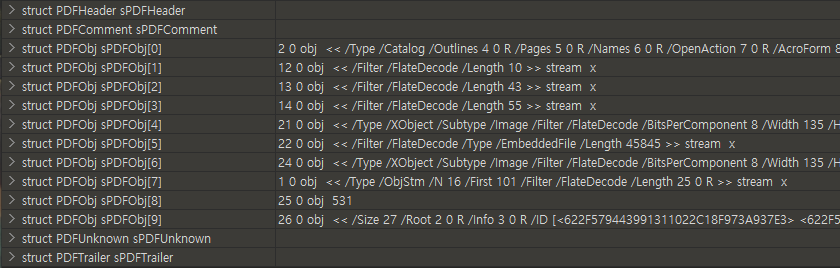 struct PDFHeader sPDFHeader
struct PDFComment sPDFComment
struct PDFObj sPDFObj[0] 2 0 obj << /Type /Catalog /Outlines 4 0 R /Pages 5 0 R /Names 6 0 R /OpenAction 7 0 R /AcroForm 8
struct PDFObj sPDFObj[1] 12 0 obj << /Filter /FlateDecode /Length 10 >> stream x
struct PDFObj sPDFObj[2] 13 0 obj << /Filter /FlateDecode /Length 43 >> stream x
struct PDFObj sPDFObj[3] 14 0 obj << /Filter /FlateDecode /Length 55 >> stream x
struct PDFObj sPDFObj[4] 21 0 obj << /Type /XObject /Subtype /Image /Filter /FlateDecode /BitsPerComponent 8 /Width 135 /H
struct PDFObj sPDFObj[5] 22 0 obj << /Filter /FlateDecode /Type /EmbeddedFile /Length 45845 >> stream x
struct PDFObj sPDFObj[6] 24 0 obj << /Type /XObject /Subtype /Image /Filter /FlateDecode /BitsPerComponent 8 /Width 135 /H
struct PDFObj sPDFObj[7] 1 0 obj << /Type /ObjStm /N 16 /First 101 /Filter /FlateDecode /Length 25 0 R >> stream x
struct PDFObj sPDFObj[8] 25 0 obj 531
struct PDFObj sPDFObj[9] 26 0 obj << /Size 27 /Root 2 0 R /Info 3 0 R /ID [<622F579443991311022C18F973A937E3> <622F5
struct PDFUnknown sPDFUnknown
struct PDFTrailer sPDFTrailer